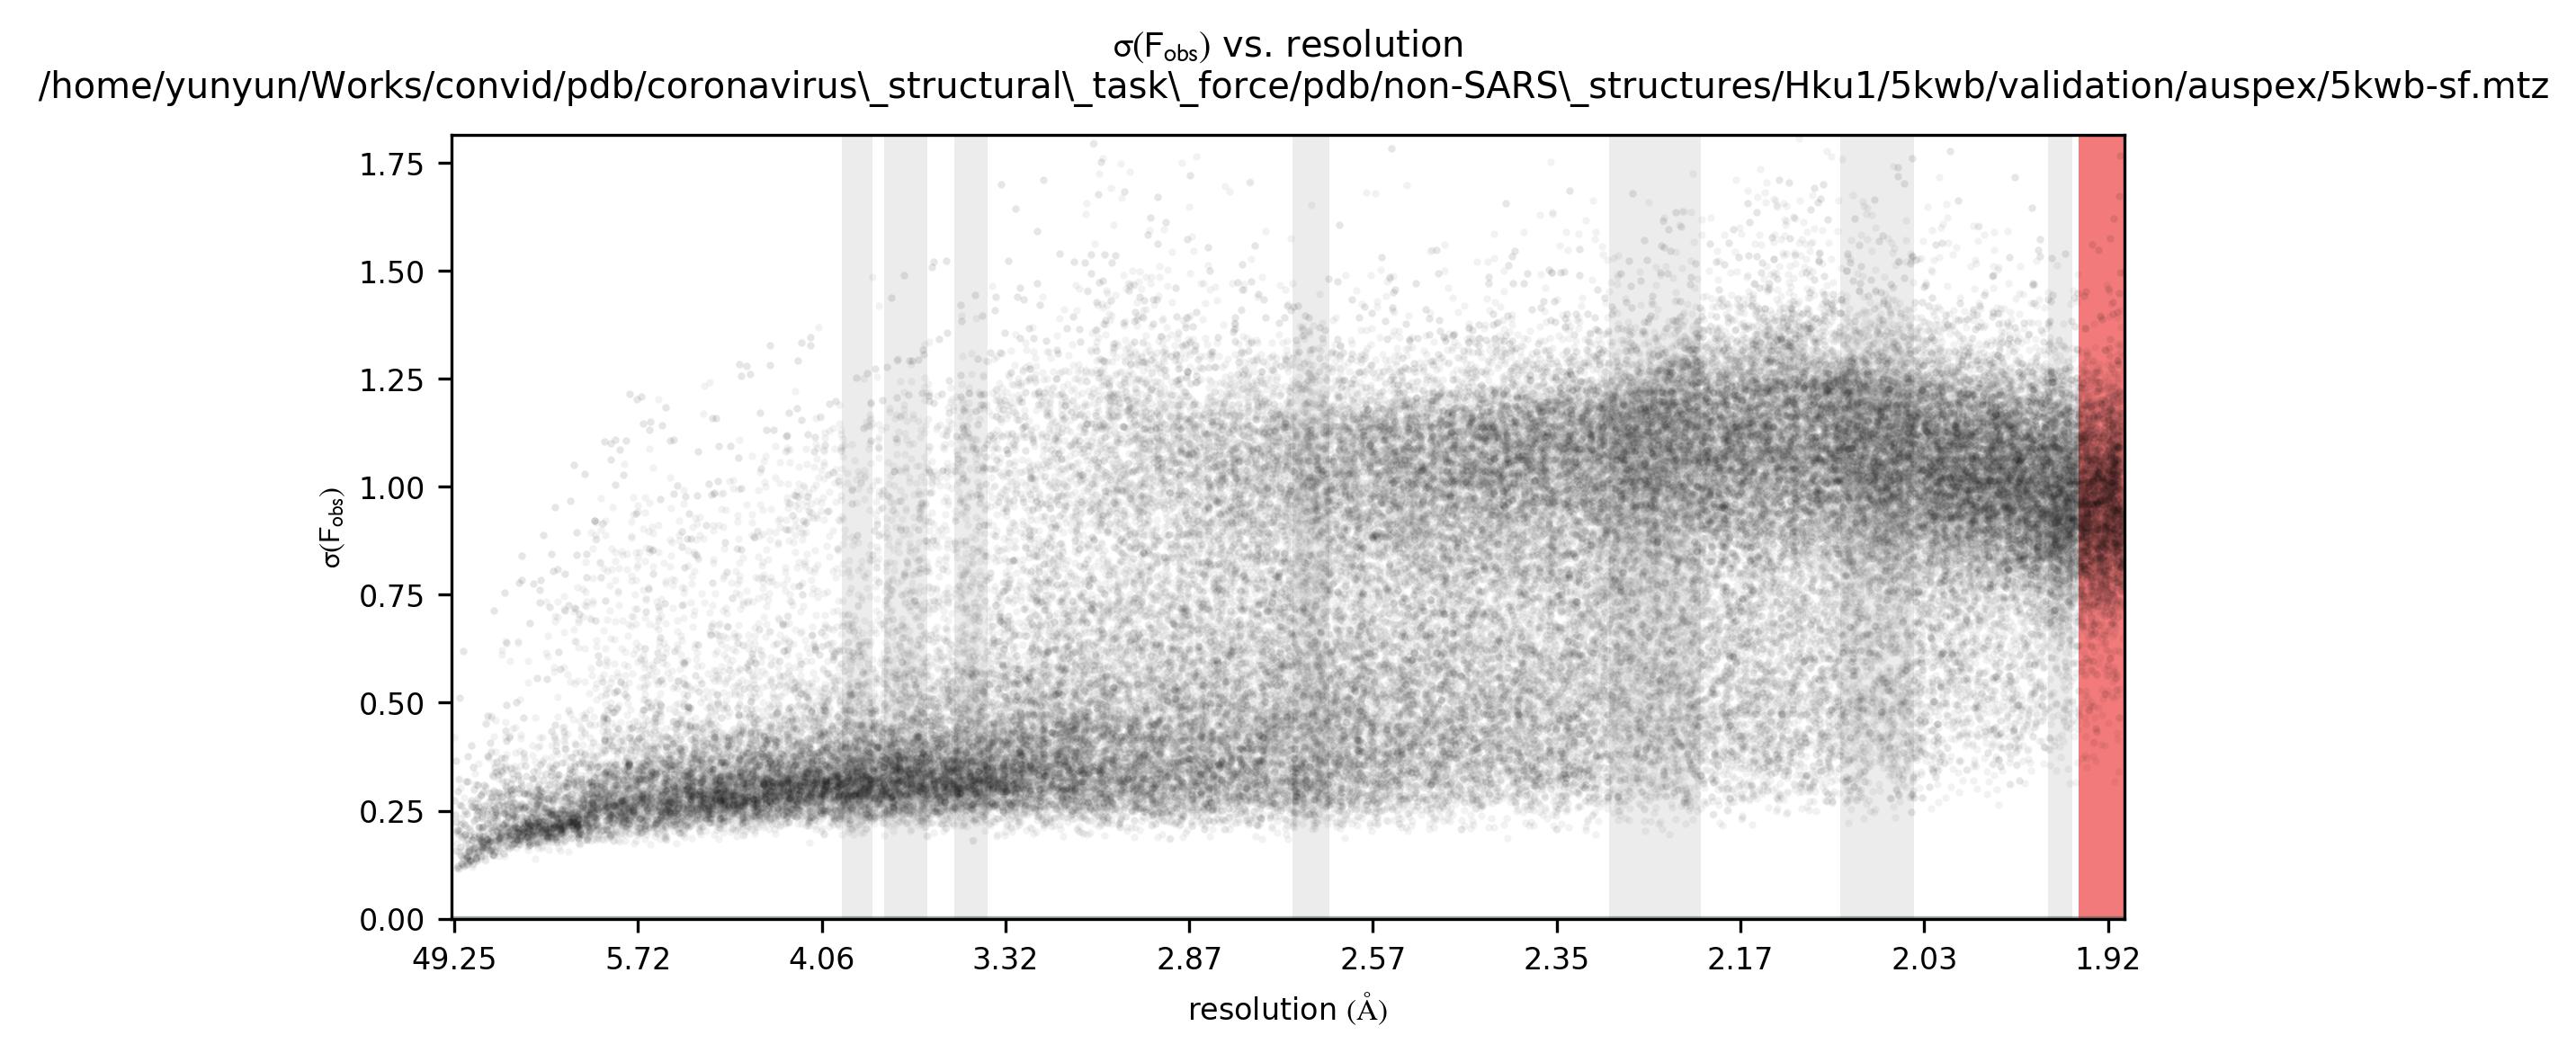 σ(Fobs) vs. resolution
/home/yunyun/Works/convid/pdb/coronavirus\_structural\_task\_force/pdb/non-SARS\_structures/Hku1/5kwb/validation/auspex/5kwb-sf.mtz
1.75
1.50
1.25
1.00
0.75
0.50
0.25
0.00
σ(Fobs)
49.25 5.72 4.06 3.32 2.87 2.57 2.35 2.17 2.03 1.92
resolution (Å)